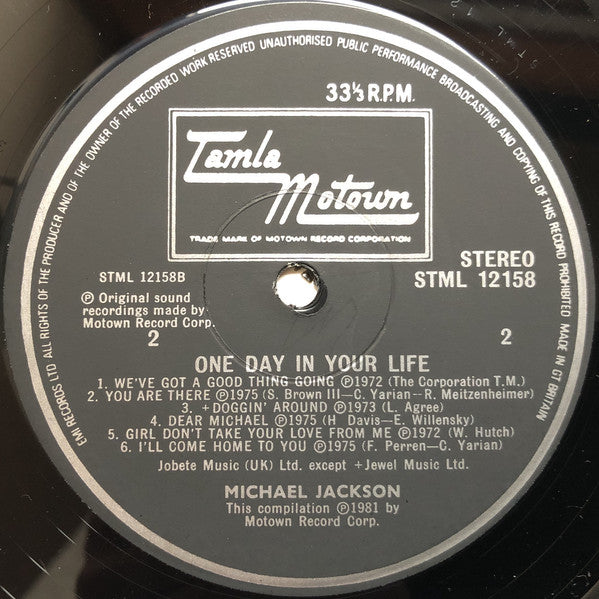 EMI RECORDS LTD ALL RIGHTS OF THE PRODUCER AND OF THE OWNER OF THE RECORDED WORK RESERVED UNAUTHORISED PUBLIC PERFORMANCE BROADCASTING AND COPYING OF THIS RECORD PROHIBITED MADE IN GT BRITAIN
33⅓ R.P.M.
Tamla
Motown
TRADE MARK OF MOTOWN RECORD CORPORATION
STEREO
STML 12158B
STML 12158
℗ Original sound
recordings made by
Motown Record Corp.
2
2
ONE DAY IN YOUR LIFE
1. WE'VE GOT A GOOD THING GOING ℗1972 (The Corporation T.M.)
2. YOU ARE THERE ℗1975 (S. Brown III—C. Yarian—R. Meitzenheimer)
3. +DOGGIN' AROUND ℗1973 (L. Agree)
4. DEAR MICHAEL ℗1975 (H Davis—E. Willensky)
5. GIRL DON'T TAKE YOUR LOVE FROM ME ℗1972 (W. Hutch)
6. I'LL COME HOME TO YOU ℗1975 (F. Perren—C. Yarian)
Jobete Music (UK) Ltd. except +Jewel Music Ltd.
MICHAEL JACKSON
This compilation ℗1981 by
Motown Record Corp.